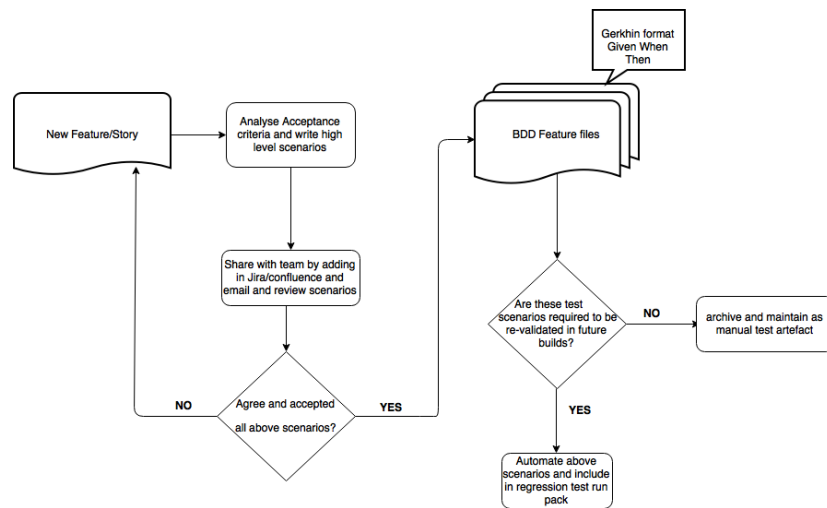 Gerkhin format
Given When
Then
New Feature/Story
Analyse Acceptance
criteria and write high
level scenarios
BDD Feature files
Share with team by adding
in Jira/confluence and
email and review scenarios
Are these test
scenarios required to be
re-validated in future
builds?
NO
archive and maintain as
manual test artefact
NO
Agree and accepted
all above scenarios?
YES
YES
Automate above
scenarios and include
in regression test run
pack